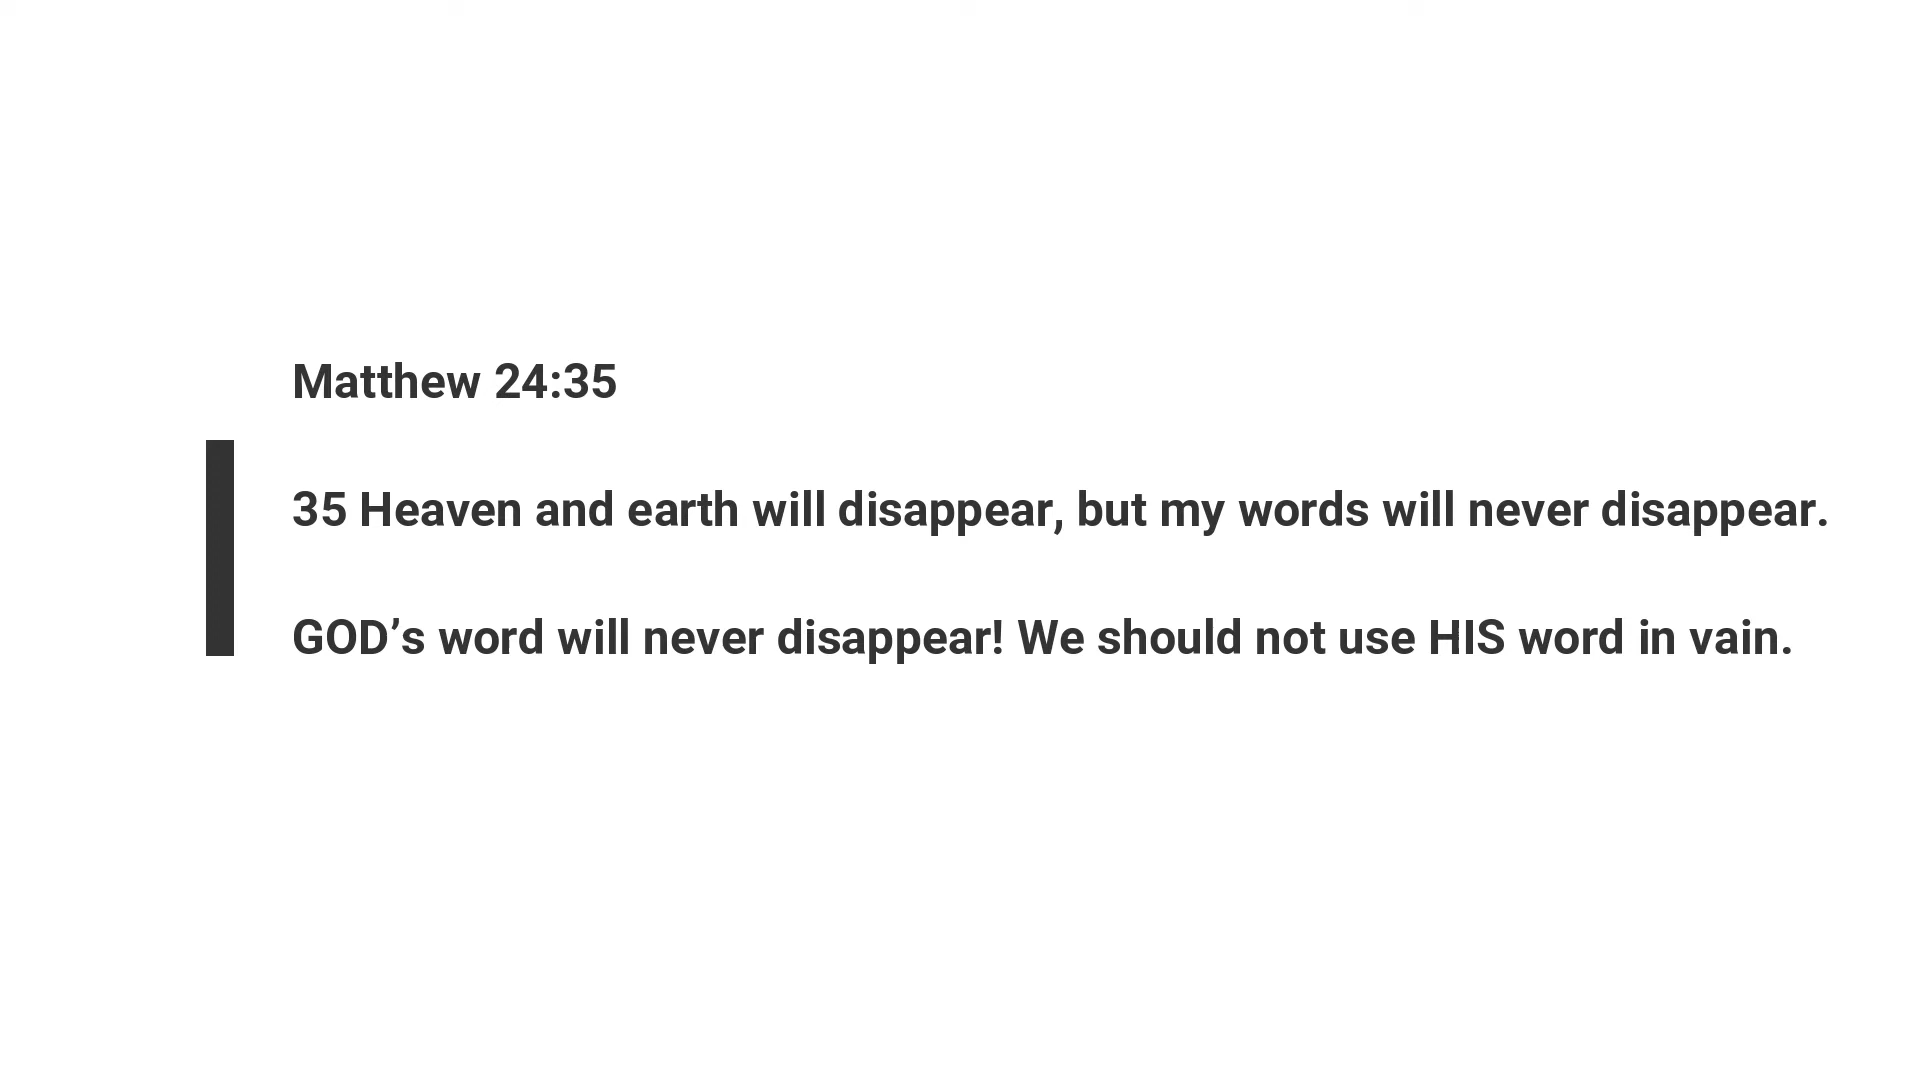 Matthew 24:35
35 Heaven and earth will disappear, but my words will never disappear.
GOD’s word will never disappear! We should not use HIS word in vain.